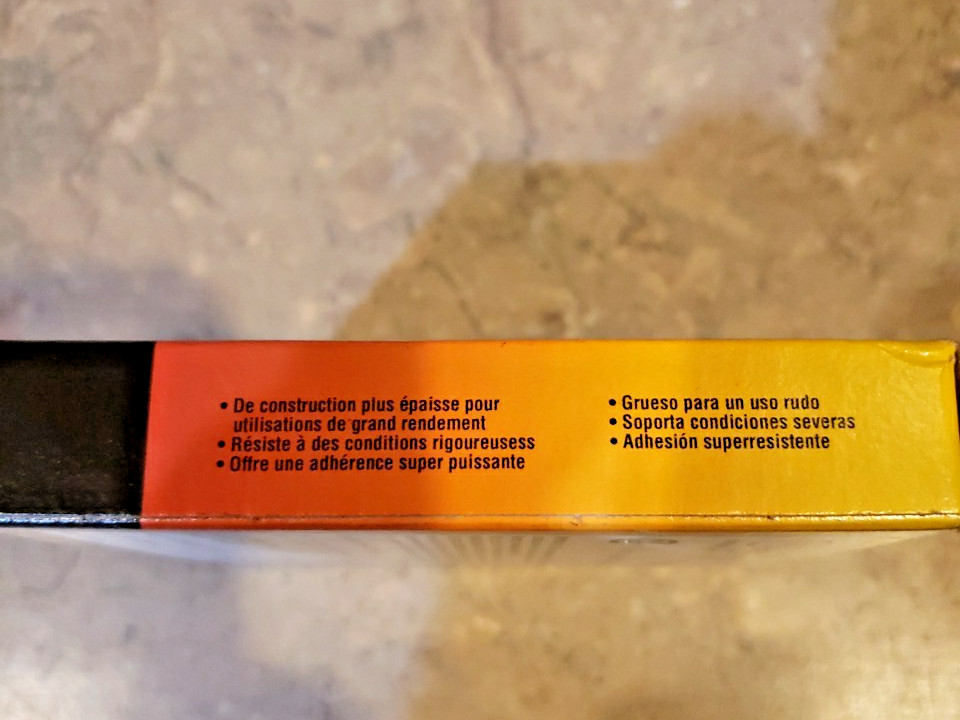 • De construction plus épaisse pour
utilisations de grand rendement
• Résiste à des conditions rigoureusess
• Offre une adhérence super puissante
• Grueso para un uso rudo
• Soporta condiciones severas
• Adhesión superresistente